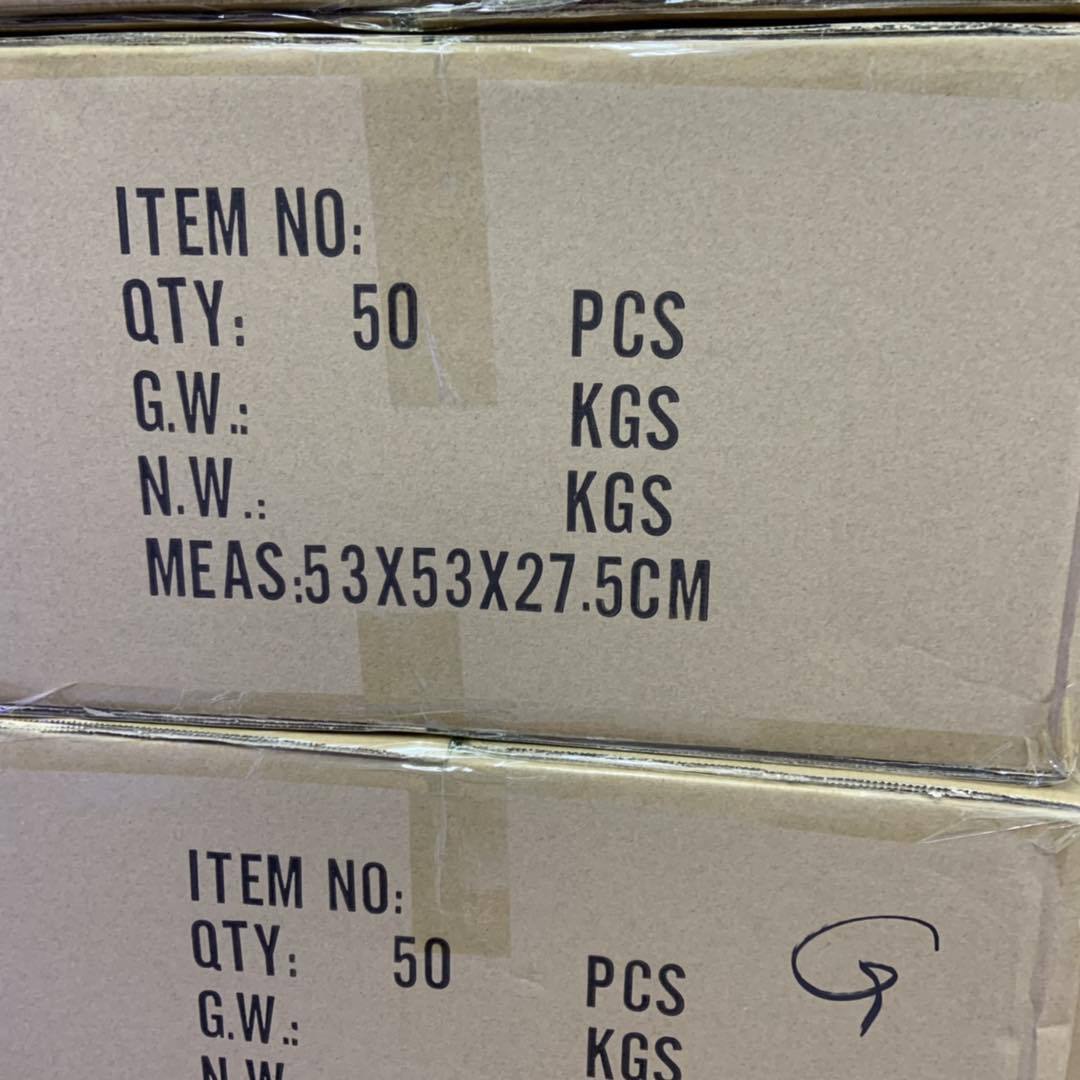 ITEM NO:
QTY: 50 PCS
G.W.: KGS
N.W.: KGS
MEAS:53X53X27.5CM
ITEM NO:
QTY: 50 PCS
G.W.: KGS
N.W.
G